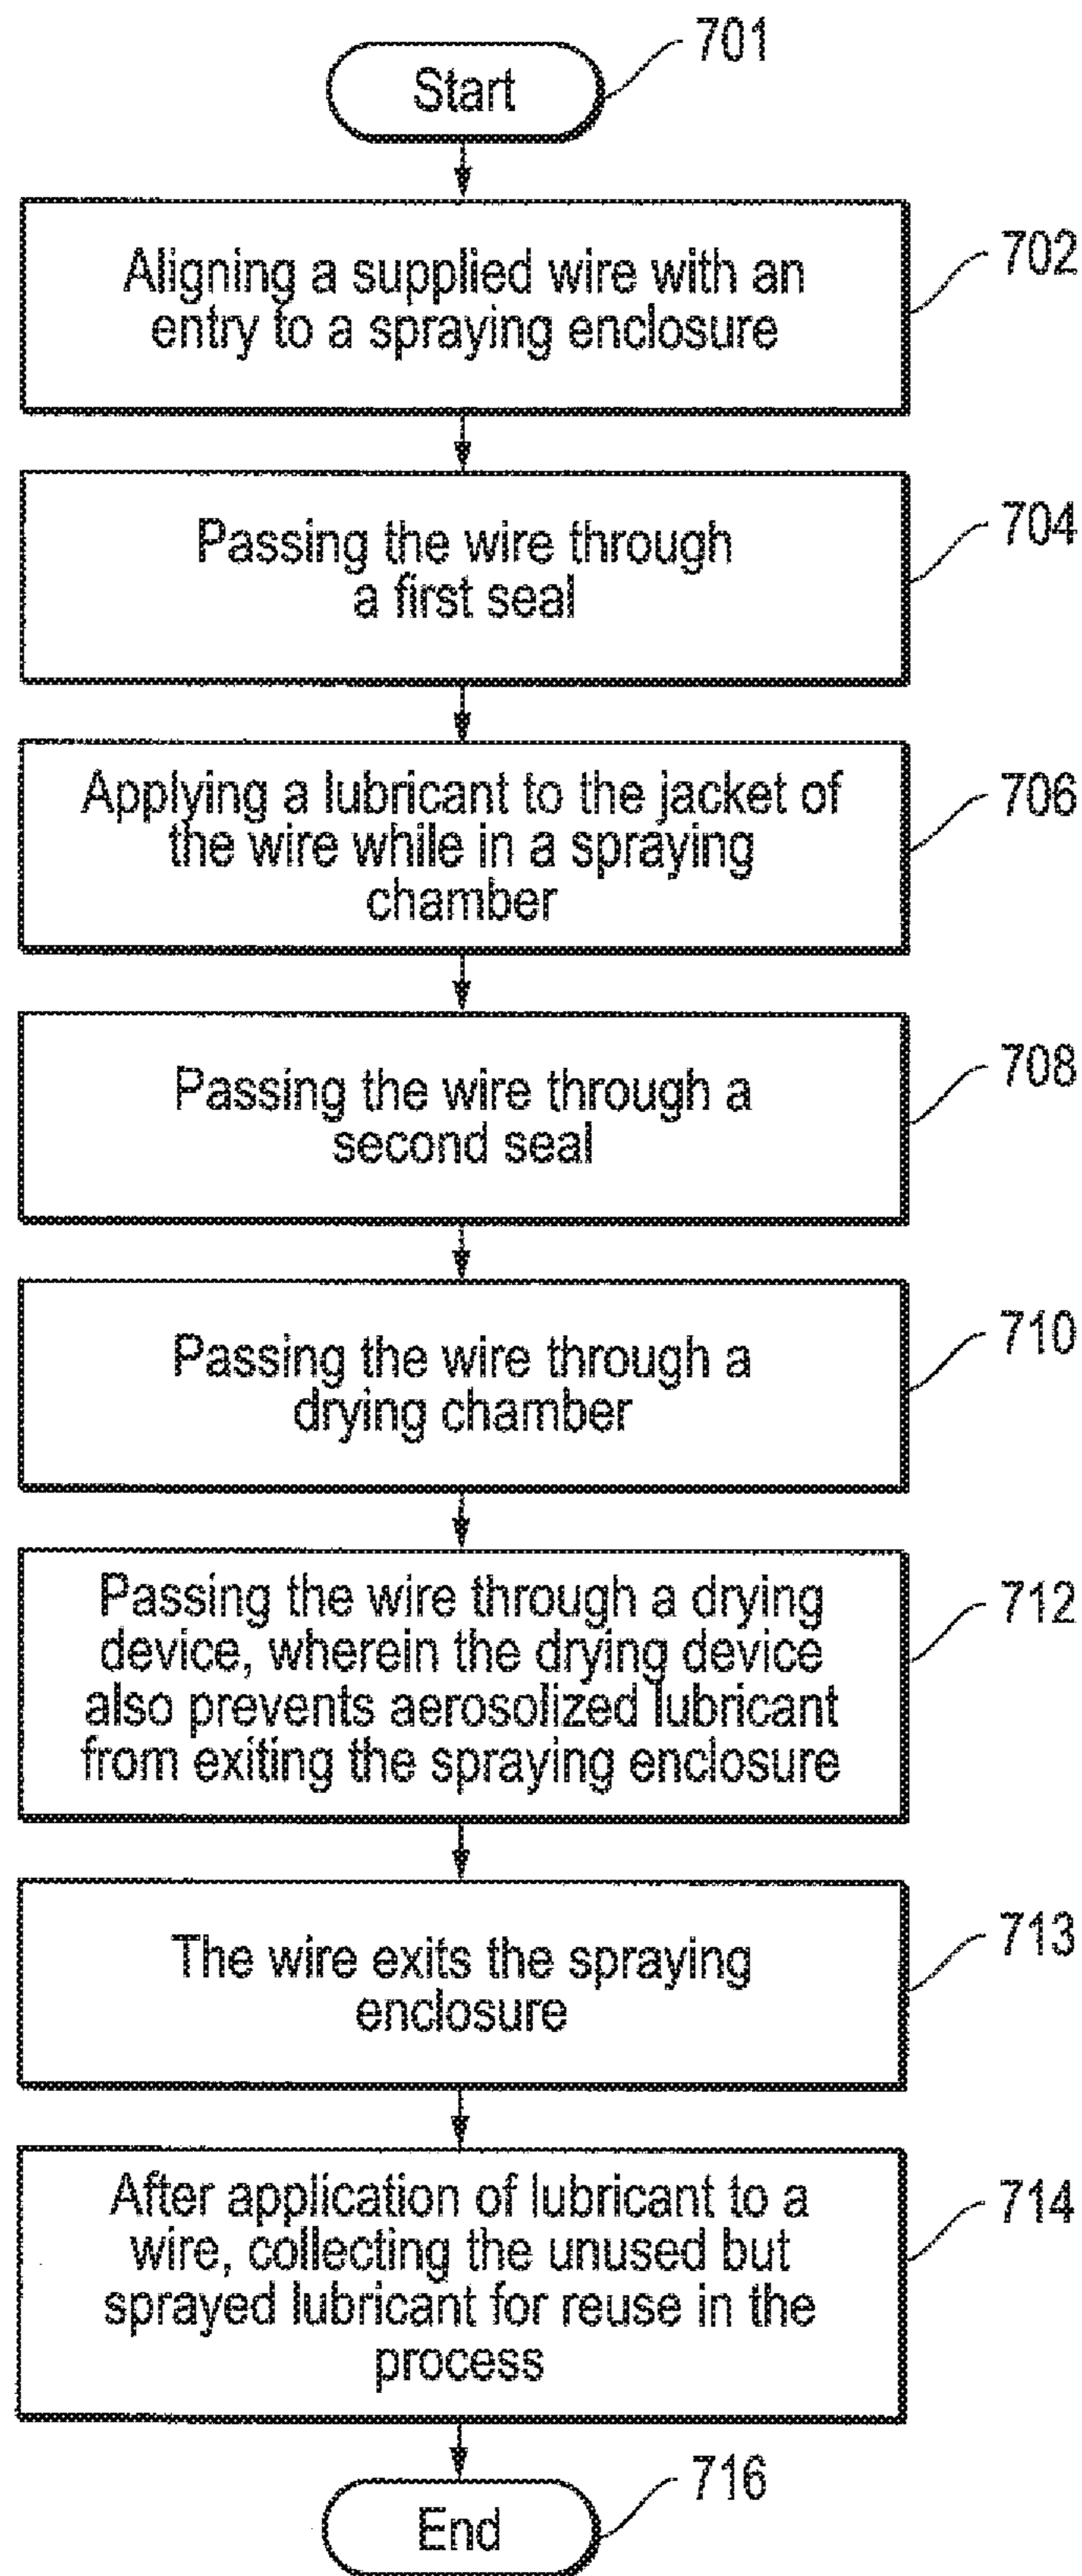 701
Start
702
Aligning a supplied wire with an
entry to a spraying enclosure
704
Passing the wire through
a first seal
706
Applying a lubricant to the jacket of
the wire while in a spraying
chamber
708
Passing the wire through a
second seal
710
Passing the wire through a
drying chamber
712
Passing the wire through a drying
device, wherein the drying device
also prevents aerosolized lubricant
from exiting the spraying enclosure
713
The wire exits the spraying
enclosure
714
After application of lubricant to a
wire, collecting the unused but
sprayed lubricant for reuse in the
process
716
End